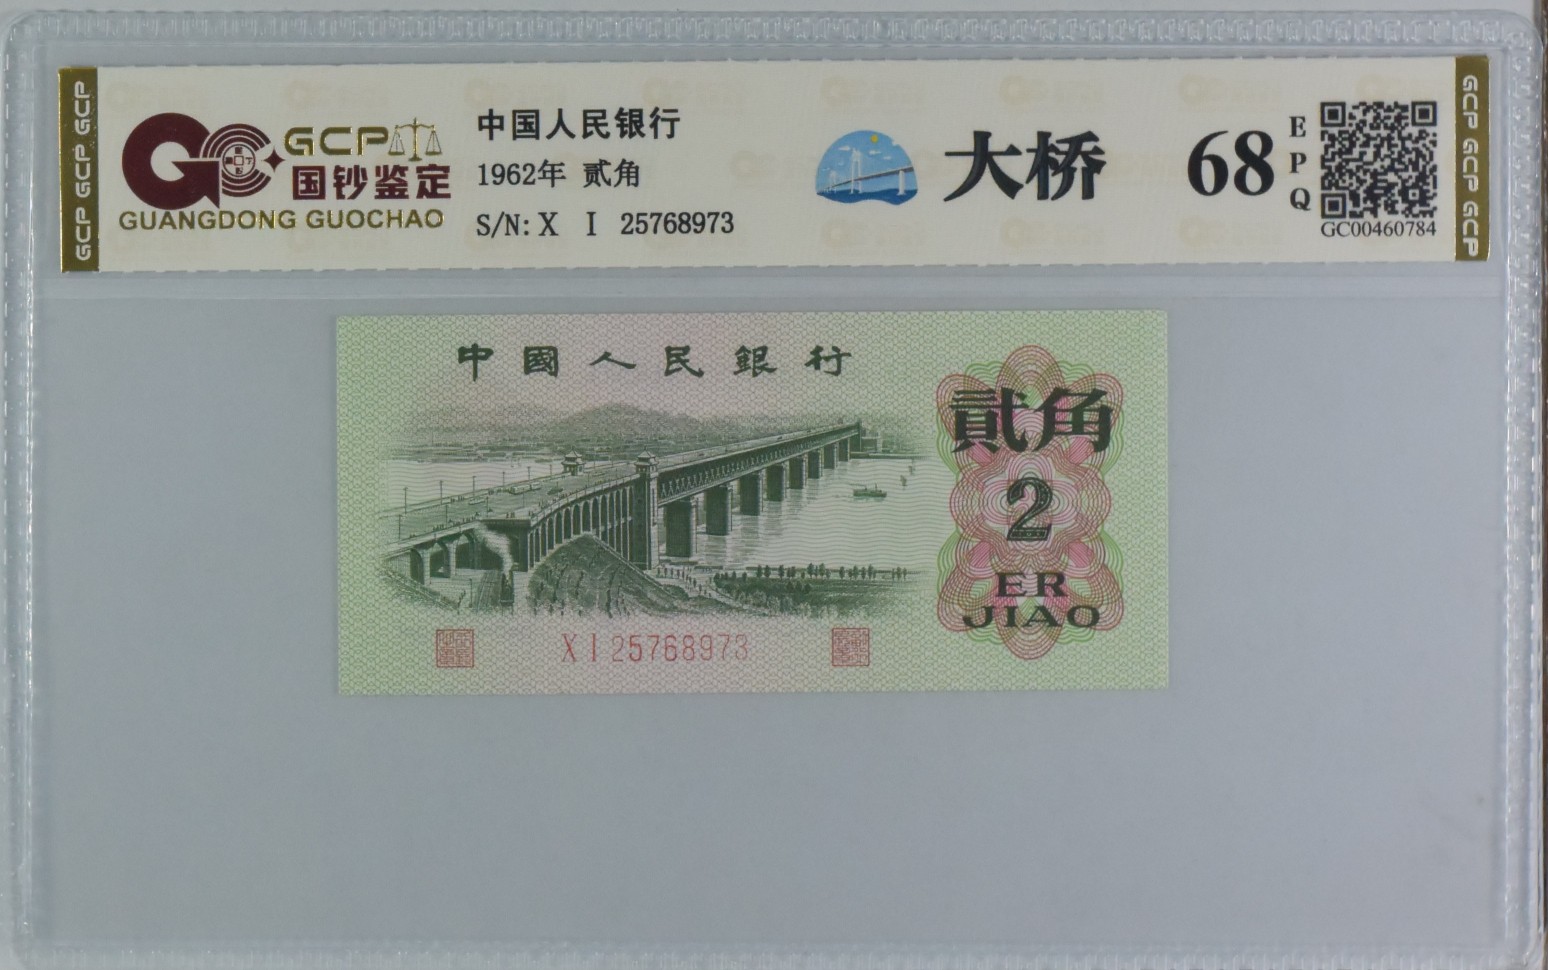 GCP GCP GCP
GCP
国钞鉴定
GUANGDONG GUOCHAO
中国人民银行
1962年 贰角
S/N: X I 25768973
大桥
68
EPQ
GC00460784
GCP GCP GCP
中國人民銀行
貳角
2
ER
JIAO
X I 25768973